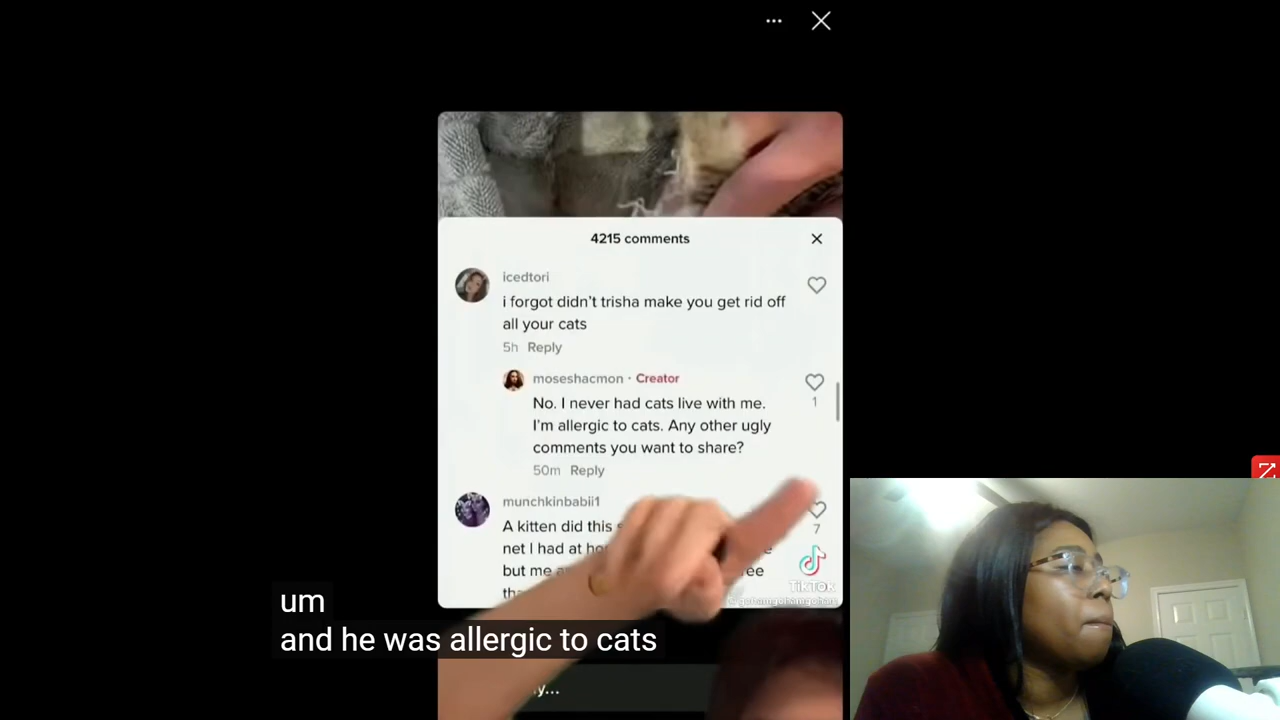 4215 comments
icedtori
i forgot didn't trisha make you get rid off
all your cats
5h Reply
moseshacmon · Creator
No. I never had cats live with me.
I'm allergic to cats. Any other ugly
comments you want to share?
1
50m Reply
munchkinbabii1
A kitten did this
net I had at
7
but me
TikTok
um
and he was allergic to cats